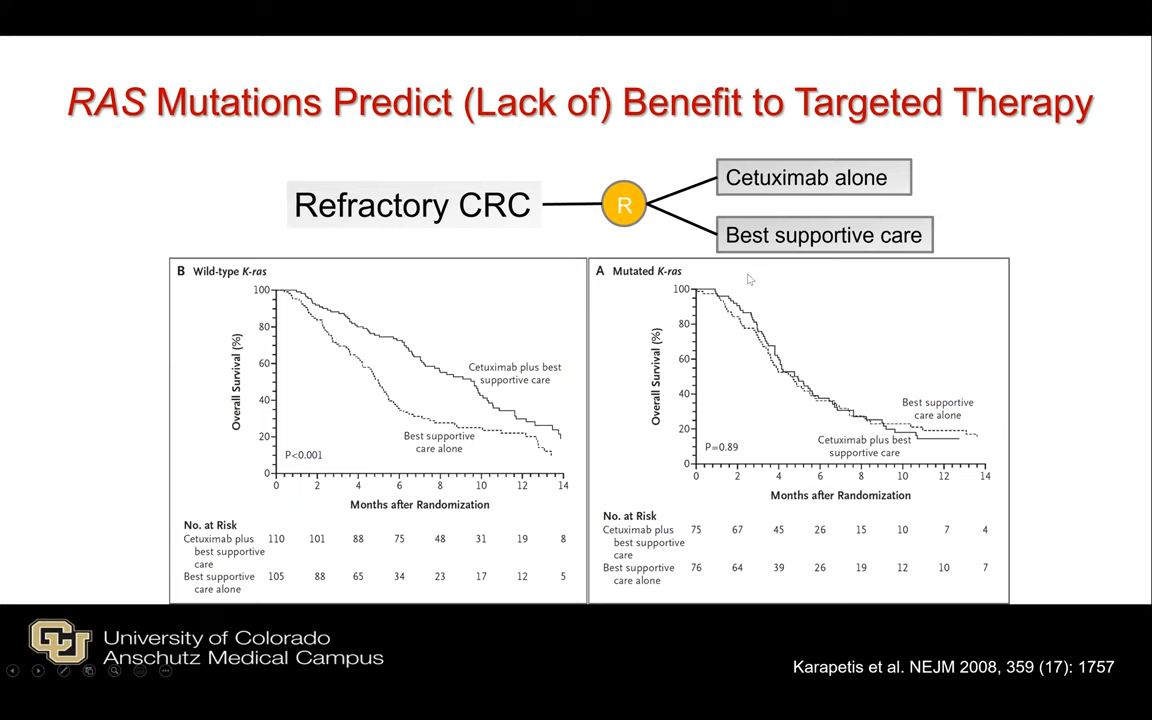 RAS Mutations Predict (Lack of) Benefit to Targeted Therapy
Refractory CRC
R
Cetuximab alone
Best supportive care
B Wild-type K-ras
Overall Survival (%)
100
80
60
40
20
0
0 2 4 6 8 10 12 14
Months after Randomization
Cetuximab plus best
supportive care
Best supportive
care alone
P<0.001
No. at Risk
Cetuximab plus 110 101 88 75 48 31 19 8
best supportive
care
Best supportive 105 88 65 34 23 17 12 5
care alone
A Mutated K-ras
Overall Survival (%)
100
80
60
40
20
0
0 2 4 6 8 10 12 14
Months after Randomization
Best supportive
care alone
Cetuximab plus best
supportive care
P=0.89
No. at Risk
Cetuximab plus 75 67 45 26 15 10 7 4
best supportive
care
Best supportive 76 64 39 26 19 12 10 7
care alone
CU
University of Colorado
Anschutz Medical Campus
Karapetis et al. NEJM 2008, 359 (17): 1757